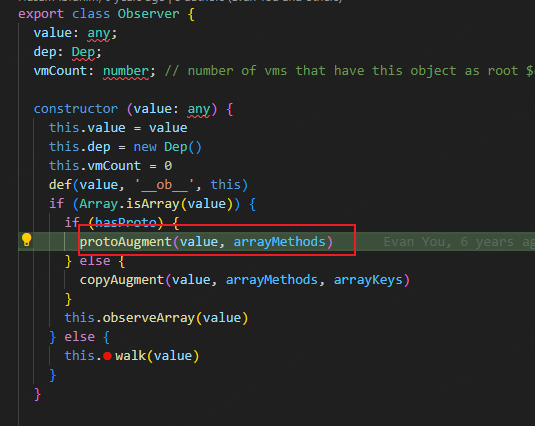 export class Observer {
  value: any;
  dep: Dep;
  vmCount: number; // number of vms that have this object as root $

  constructor (value: any) {
    this.value = value
    this.dep = new Dep()
    this.vmCount = 0
    def(value, '__ob__', this)
    if (Array.isArray(value)) {
      if (hasProto) {
        protoAugment(value, arrayMethods)      Evan You, 6 years ag
      } else {
        copyAugment(value, arrayMethods, arrayKeys)
      }
      this.observeArray(value)
    } else {
      this.walk(value)
    }
  }